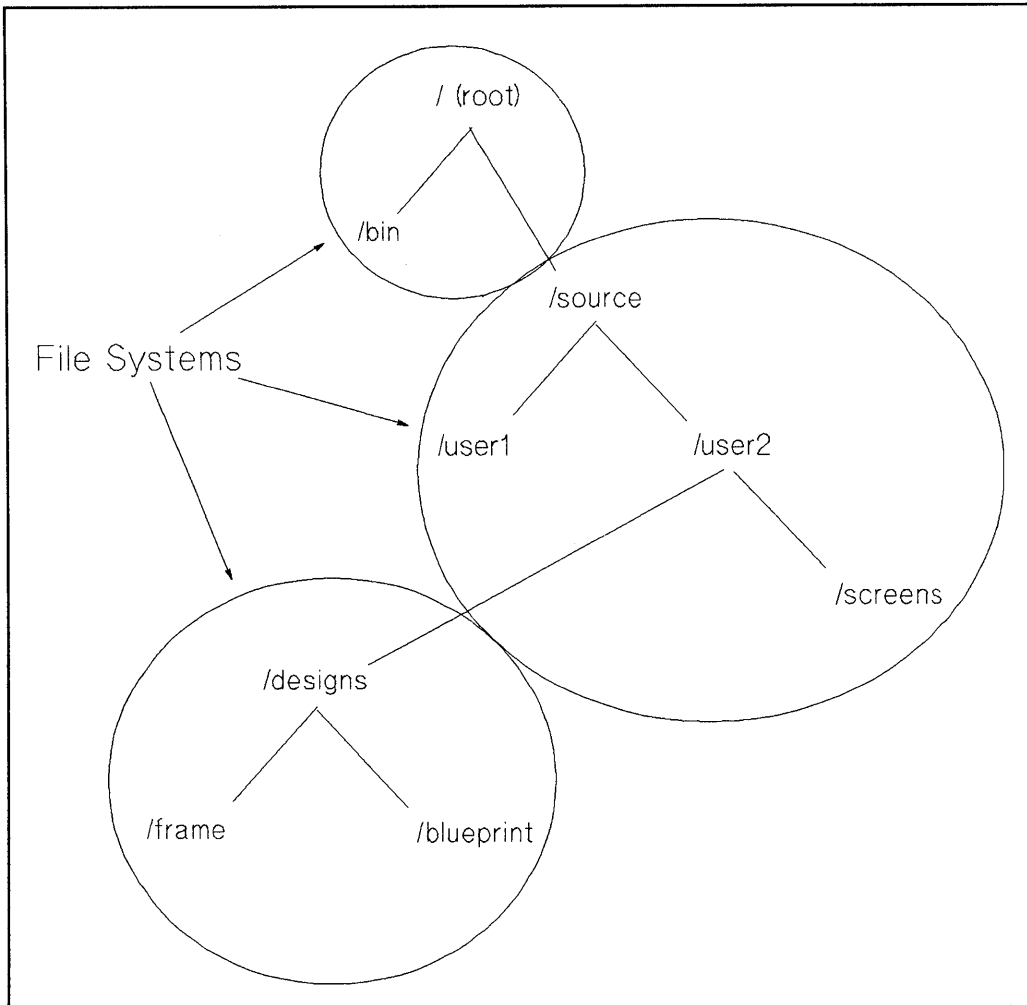 / (root)
/bin
/source
File Systems
/user1
/user2
/screens
/designs
/frame
/blueprint